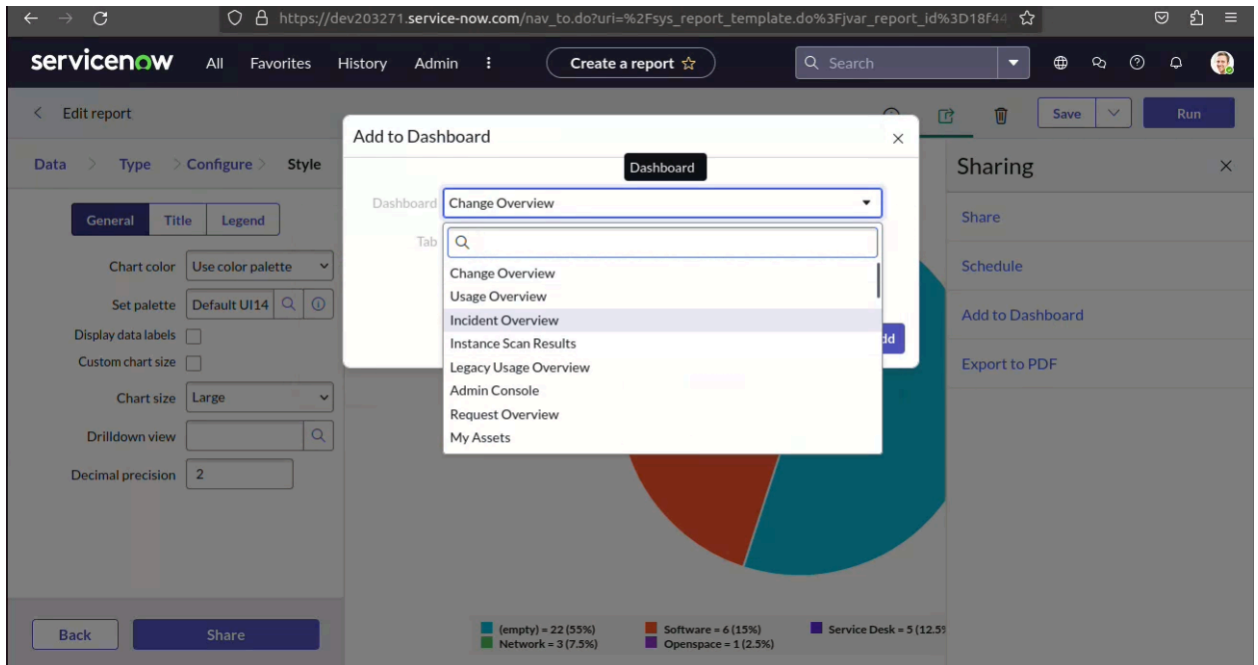 https://dev203271.service-now.com/nav_to.do?uri=%2Fsys_report_template.do%3Fjvar_report_id%3D18f44
servicenow All Favorites History Admin Create a report Search
Edit report Save Run
Data > Type > Configure > Style
General Title Legend
Chart color Use color palette
Set palette Default UI14
Display data labels
Custom chart size
Chart size Large
Drilldown view
Decimal precision 2
Back Share
Add to Dashboard
Dashboard
Dashboard Change Overview
Tab
Change Overview
Usage Overview
Incident Overview
Instance Scan Results
Legacy Usage Overview
Admin Console
Request Overview
My Assets
dd
(empty) = 22 (55%) Software = 6 (15%) Service Desk = 5 (12.5%
Network = 3 (7.5%) Openspace = 1 (2.5%)
Sharing
Share
Schedule
Add to Dashboard
Export to PDF